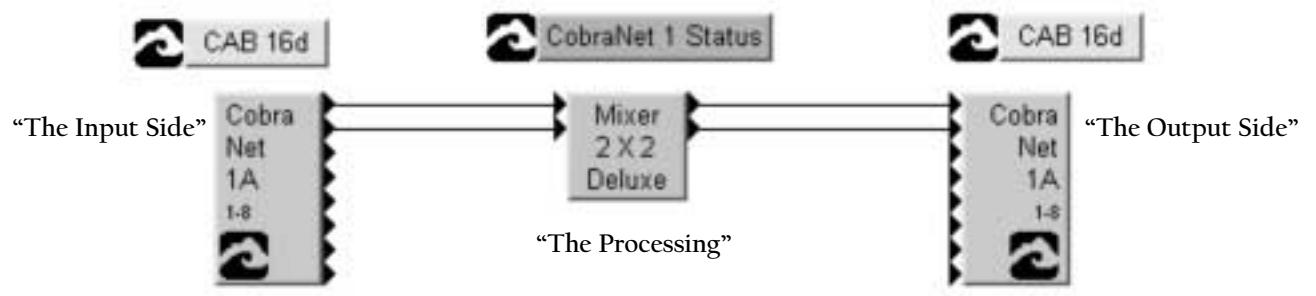 CAB 16d
CobraNet 1 Status
CAB 16d
“The Input Side”
Cobra
Net
1A
1-8
Mixer
2 X 2
Deluxe
“The Processing”
Cobra
Net
1A
1-8
“The Output Side”